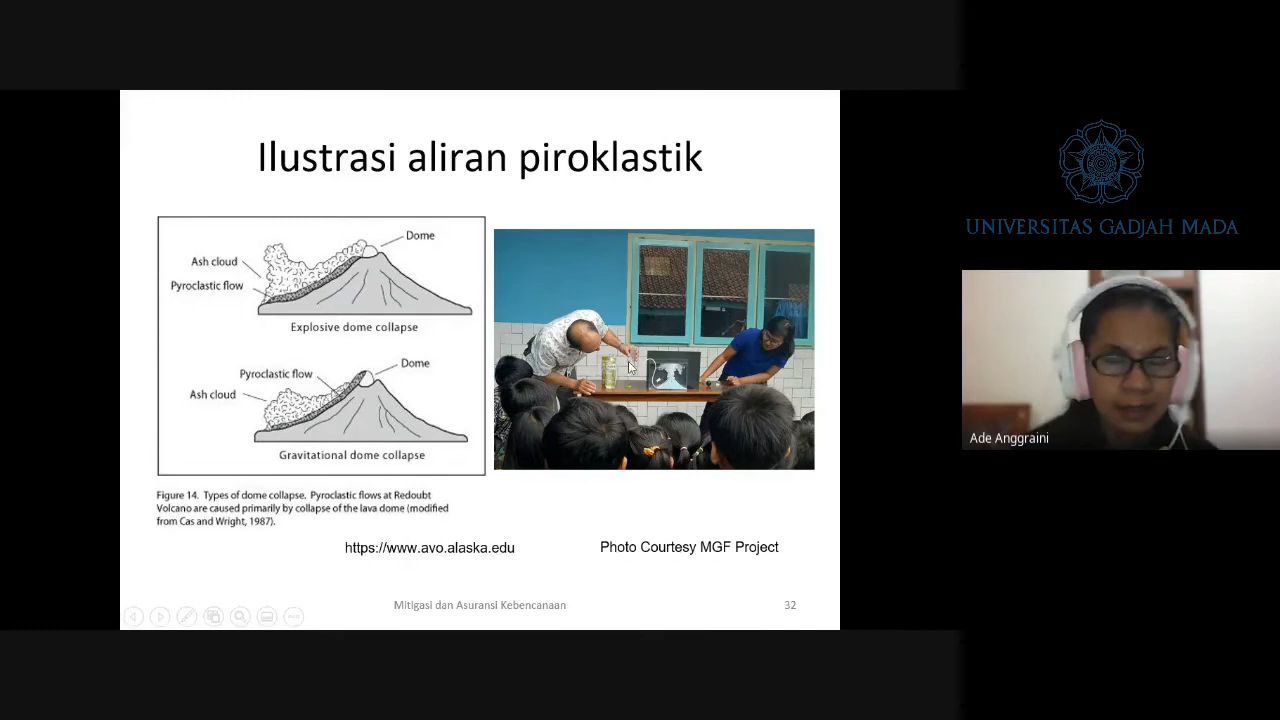 Ilustrasi aliran piroklastik
Dome
Ash cloud
Pyroclastic flow
Explosive dome collapse
Dome
Pyroclastic flow
Ash cloud
Gravitational dome collapse
Figure 14. Types of dome collapse. Pyroclastic flows at Redoubt
Volcano are caused primarily by collapse of the lava dome (modified
from Cas and Wright, 1987).
https://www.avo.alaska.edu
Photo Courtesy MGF Project
Mitigasi dan Asuransi Kebencanaan
32
UNIVERSITAS GADJAH MADA
Ade Anggraini